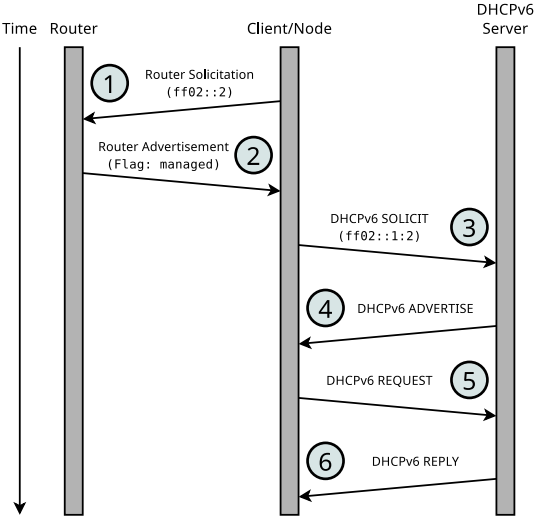 DHCPv6
Time Router Client/Node Server
1
Router Solicitation
(ff02::2)
Router Advertisement
(Flag: managed)
2
DHCPv6 SOLICIT
(ff02::1:2)
3
4
DHCPv6 ADVERTISE
DHCPv6 REQUEST
5
6
DHCPv6 REPLY